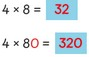 4 × 8 = 32
4 × 80 = 320